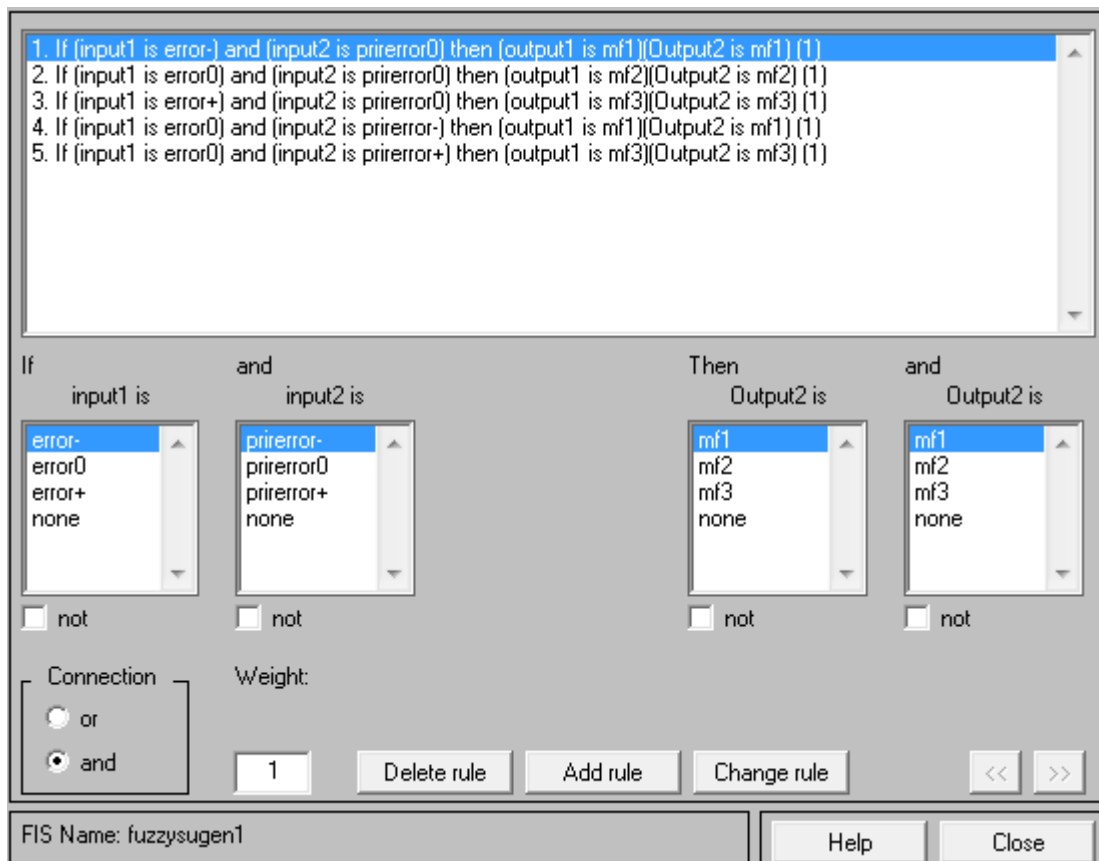 1. If (input1 is error-) and (input2 is prirerror0) then (output1 is mf1)(Output2 is mf1) (1)
2. If (input1 is error0) and (input2 is prirerror0) then (output1 is mf2)(Output2 is mf2) (1)
3. If (input1 is error+) and (input2 is prirerror0) then (output1 is mf3)(Output2 is mf3) (1)
4. If (input1 is error0) and (input2 is prirerror-) then (output1 is mf1)(Output2 is mf1) (1)
5. If (input1 is error0) and (input2 is prirerror+) then (output1 is mf3)(Output2 is mf3) (1)
If and Then and
input1 is input2 is Output2 is Output2 is
error- prirerror- mf1 mf1
error0 prirerror0 mf2 mf2
error+ prirerror+ mf3 mf3
none none none none
not not not not
Connection Weight:
or
and 1 Delete rule Add rule Change rule << >>
FIS Name: fuzzysugen1 Help Close